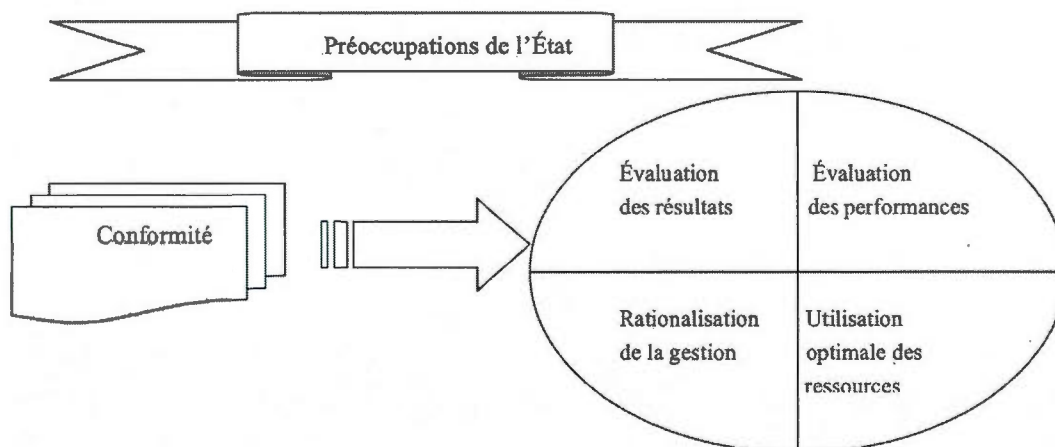 Préoccupations de l'État
Conformité
Évaluation
des résultats
Évaluation
des performances
Rationalisation
de la gestion
Utilisation
optimale des
ressources